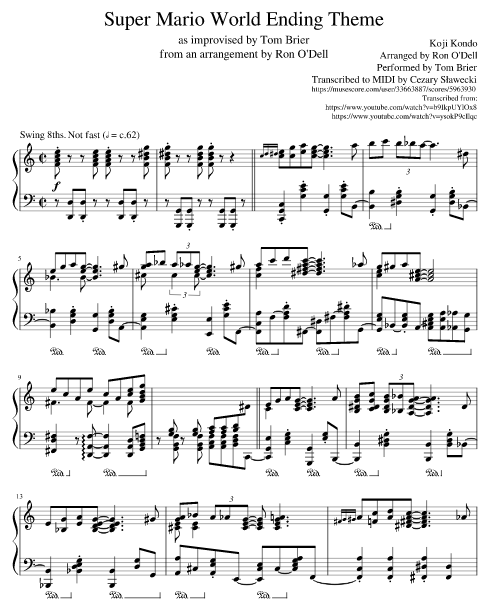 Super Mario World Ending Theme
as improvised by Tom Brier
from an arrangement by Ron O'Dell
Koji Kondo
Arranged by Ron O'Dell
Performed by Tom Brier
Transcribed to MIDI by Cezary Sławecki
https://musescore.com/user/33663887/scores/5963930
Transcribed from:
https://www.youtube.com/watch?v=b9IkpUYlOx8
https://www.youtube.com/watch?v=ysokP9cIlqc
Swing 8ths. Not fast (𝅗𝅥 = c.62)
3
5
3
3
9
3
13
3
3